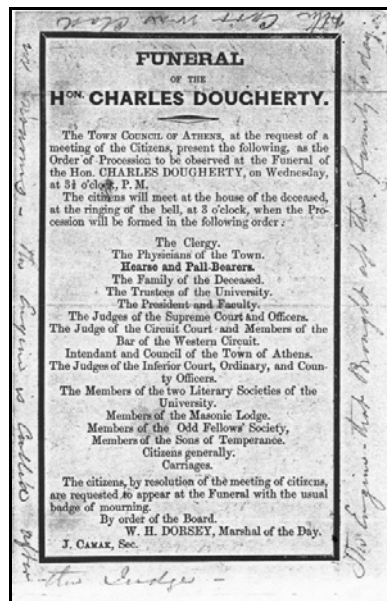 FUNERAL
OF THE
HON. CHARLES DOUGHERTY.
The TOWN COUNCIL OF ATHENS, at the request of a
meeting of the Citizens, present the following, as the
Order of Procession to be observed at the Funeral of
the Hon. CHARLES DOUGHERTY, on Wednesday,
at 3½ o'clock, P. M.
The citizens will meet at the house of the deceased,
at the ringing of the bell, at 3 o'clock, when the Pro-
cession will be formed in the following order:
The Clergy.
The Physicians of the Town.
Hearse and Pall-Bearers.
The Family of the Deceased.
The Trustees of the University.
The President and Faculty.
The Judges of the Supreme Court and Officers.
The Judge of the Circuit Court and Members of the
Bar of the Western Circuit.
Intendant and Council of the Town of Athens.
The Judges of the Inferior Court, Ordinary, and Coun-
ty Officers.
The Members of the two Literary Societies of the
University.
Members of the Masonic Lodge.
Members of the Odd Fellows' Society,
Members of the Sons of Temperance.
Citizens generally.
Carriages.
The citizens, by resolution of the meeting of citizens,
are requested to appear at the Funeral with the usual
badge of mourning.
By order of the Board.
W. H. DORSEY, Marshal of the Day.
J. CAMAK, Sec.
The Engine - was Brought up the family today
the Cars was Clad
in mourning - The Engine is Called after
the Judge -